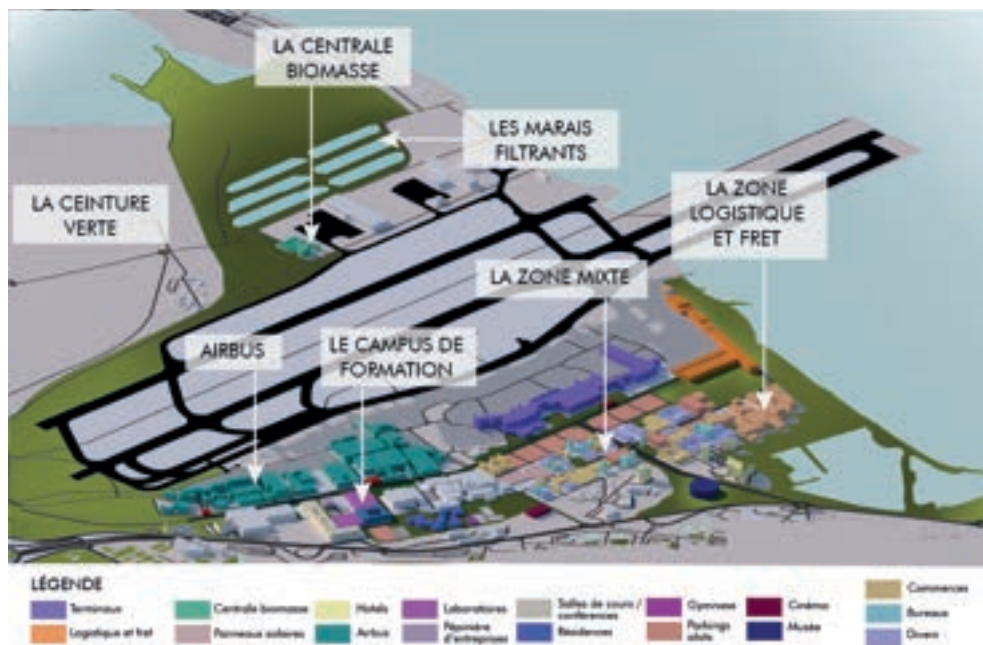 LA CENTRALE
BIOMASSE
LES MARAIS
FILTRANTS
LA CEINTURE
VERTE
LA ZONE
LOGISTIQUE
ET FRET
LA ZONE MIXTE
AIRBUS
LE CAMPUS DE
FORMATION
LÉGENDE
Terminaux
Logistique et fret
Centrale biomasse
Panneaux solaires
Hotels
Airbus
Laboratoires
Pépinière
d'entreprises
Salles de cours /
conférences
Résidences
Gymnase
Parkings
silots
Cinéma
Musée
Commerces
Bureaux
Divers